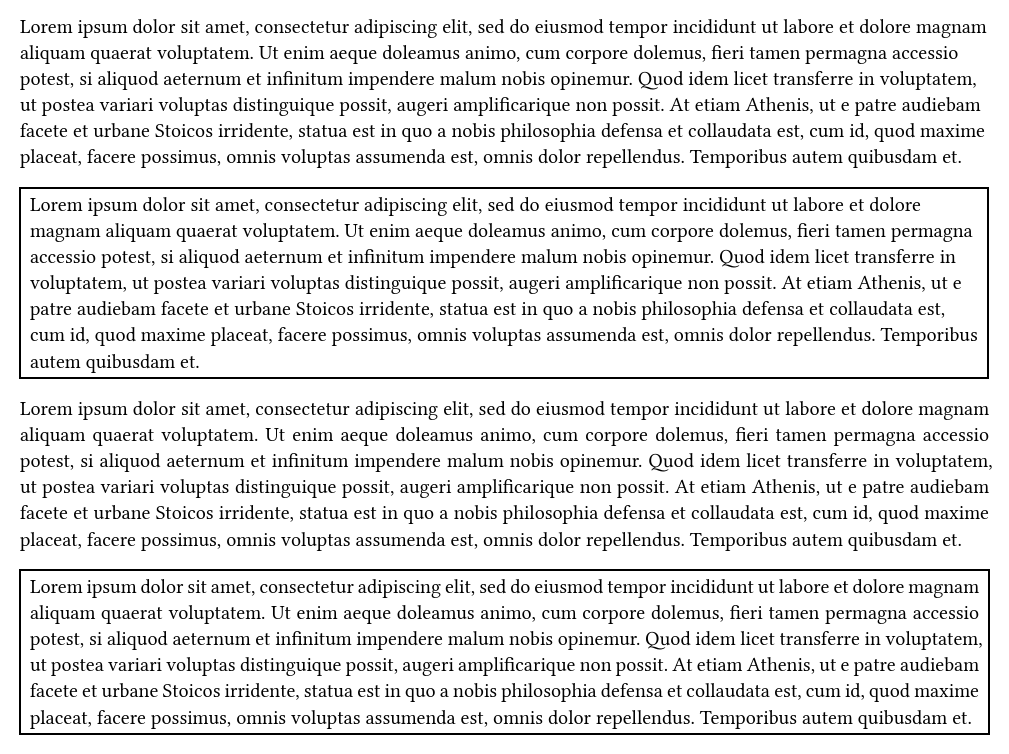 Lorem ipsum dolor sit amet, consectetur adipiscing elit, sed do eiusmod tempor incididunt ut labore et dolore magnam
aliquam quaerat voluptatem. Ut enim aeque doleamus animo, cum corpore dolemus, fieri tamen permagna accessio
potest, si aliquod aeternum et infinitum impendere malum nobis opinemur. Quod idem licet transferre in voluptatem,
ut postea variari voluptas distinguique possit, augeri amplificarique non possit. At etiam Athenis, ut e patre audiebam
facete et urbane Stoicos irridente, statua est in quo a nobis philosophia defensa et collaudata est, cum id, quod maxime
placeat, facere possimus, omnis voluptas assumenda est, omnis dolor repellendus. Temporibus autem quibusdam et.
Lorem ipsum dolor sit amet, consectetur adipiscing elit, sed do eiusmod tempor incididunt ut labore et dolore
magnam aliquam quaerat voluptatem. Ut enim aeque doleamus animo, cum corpore dolemus, fieri tamen permagna
accessio potest, si aliquod aeternum et infinitum impendere malum nobis opinemur. Quod idem licet transferre in
voluptatem, ut postea variari voluptas distinguique possit, augeri amplificarique non possit. At etiam Athenis, ut e
patre audiebam facete et urbane Stoicos irridente, statua est in quo a nobis philosophia defensa et collaudata est,
cum id, quod maxime placeat, facere possimus, omnis voluptas assumenda est, omnis dolor repellendus. Temporibus
autem quibusdam et.
Lorem ipsum dolor sit amet, consectetur adipiscing elit, sed do eiusmod tempor incididunt ut labore et dolore magnam
aliquam quaerat voluptatem. Ut enim aeque doleamus animo, cum corpore dolemus, fieri tamen permagna accessio
potest, si aliquod aeternum et infinitum impendere malum nobis opinemur. Quod idem licet transferre in voluptatem,
ut postea variari voluptas distinguique possit, augeri amplificarique non possit. At etiam Athenis, ut e patre audiebam
facete et urbane Stoicos irridente, statua est in quo a nobis philosophia defensa et collaudata est, cum id, quod maxime
placeat, facere possimus, omnis voluptas assumenda est, omnis dolor repellendus. Temporibus autem quibusdam et.
Lorem ipsum dolor sit amet, consectetur adipiscing elit, sed do eiusmod tempor incididunt ut labore et dolore magnam
aliquam quaerat voluptatem. Ut enim aeque doleamus animo, cum corpore dolemus, fieri tamen permagna accessio
potest, si aliquod aeternum et infinitum impendere malum nobis opinemur. Quod idem licet transferre in voluptatem,
ut postea variari voluptas distinguique possit, augeri amplificarique non possit. At etiam Athenis, ut e patre audiebam
facete et urbane Stoicos irridente, statua est in quo a nobis philosophia defensa et collaudata est, cum id, quod maxime
placeat, facere possimus, omnis voluptas assumenda est, omnis dolor repellendus. Temporibus autem quibusdam et.